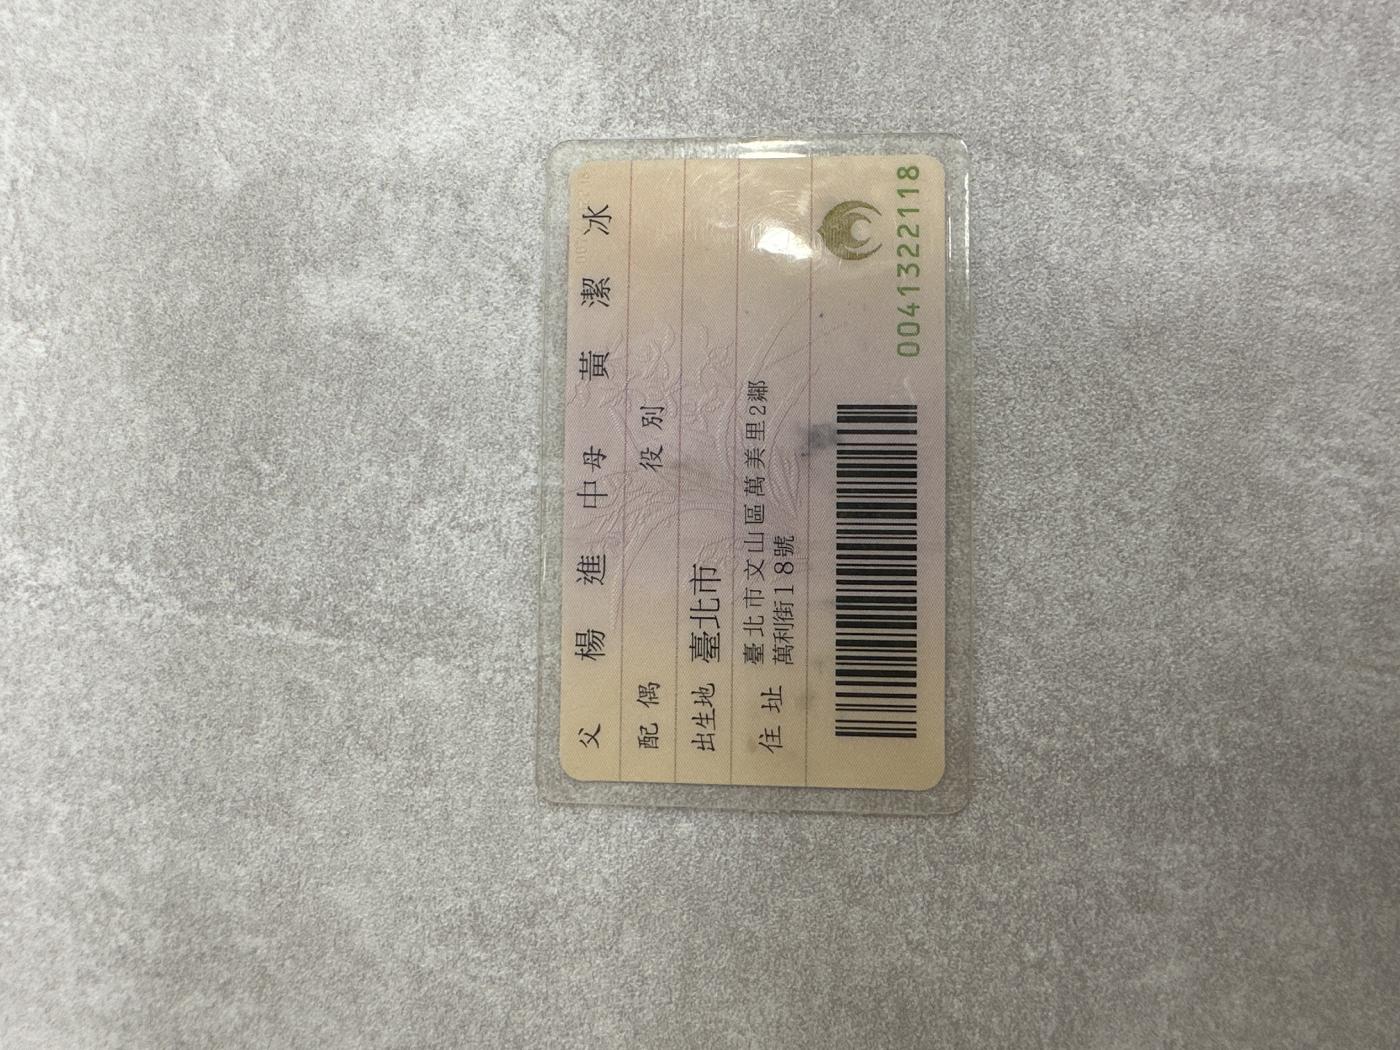 父 楊進中 母 黃潔冰
配偶 役別
出生地 臺北市
住址 臺北市文山區萬美里2鄰
萬利街18號
0041322118